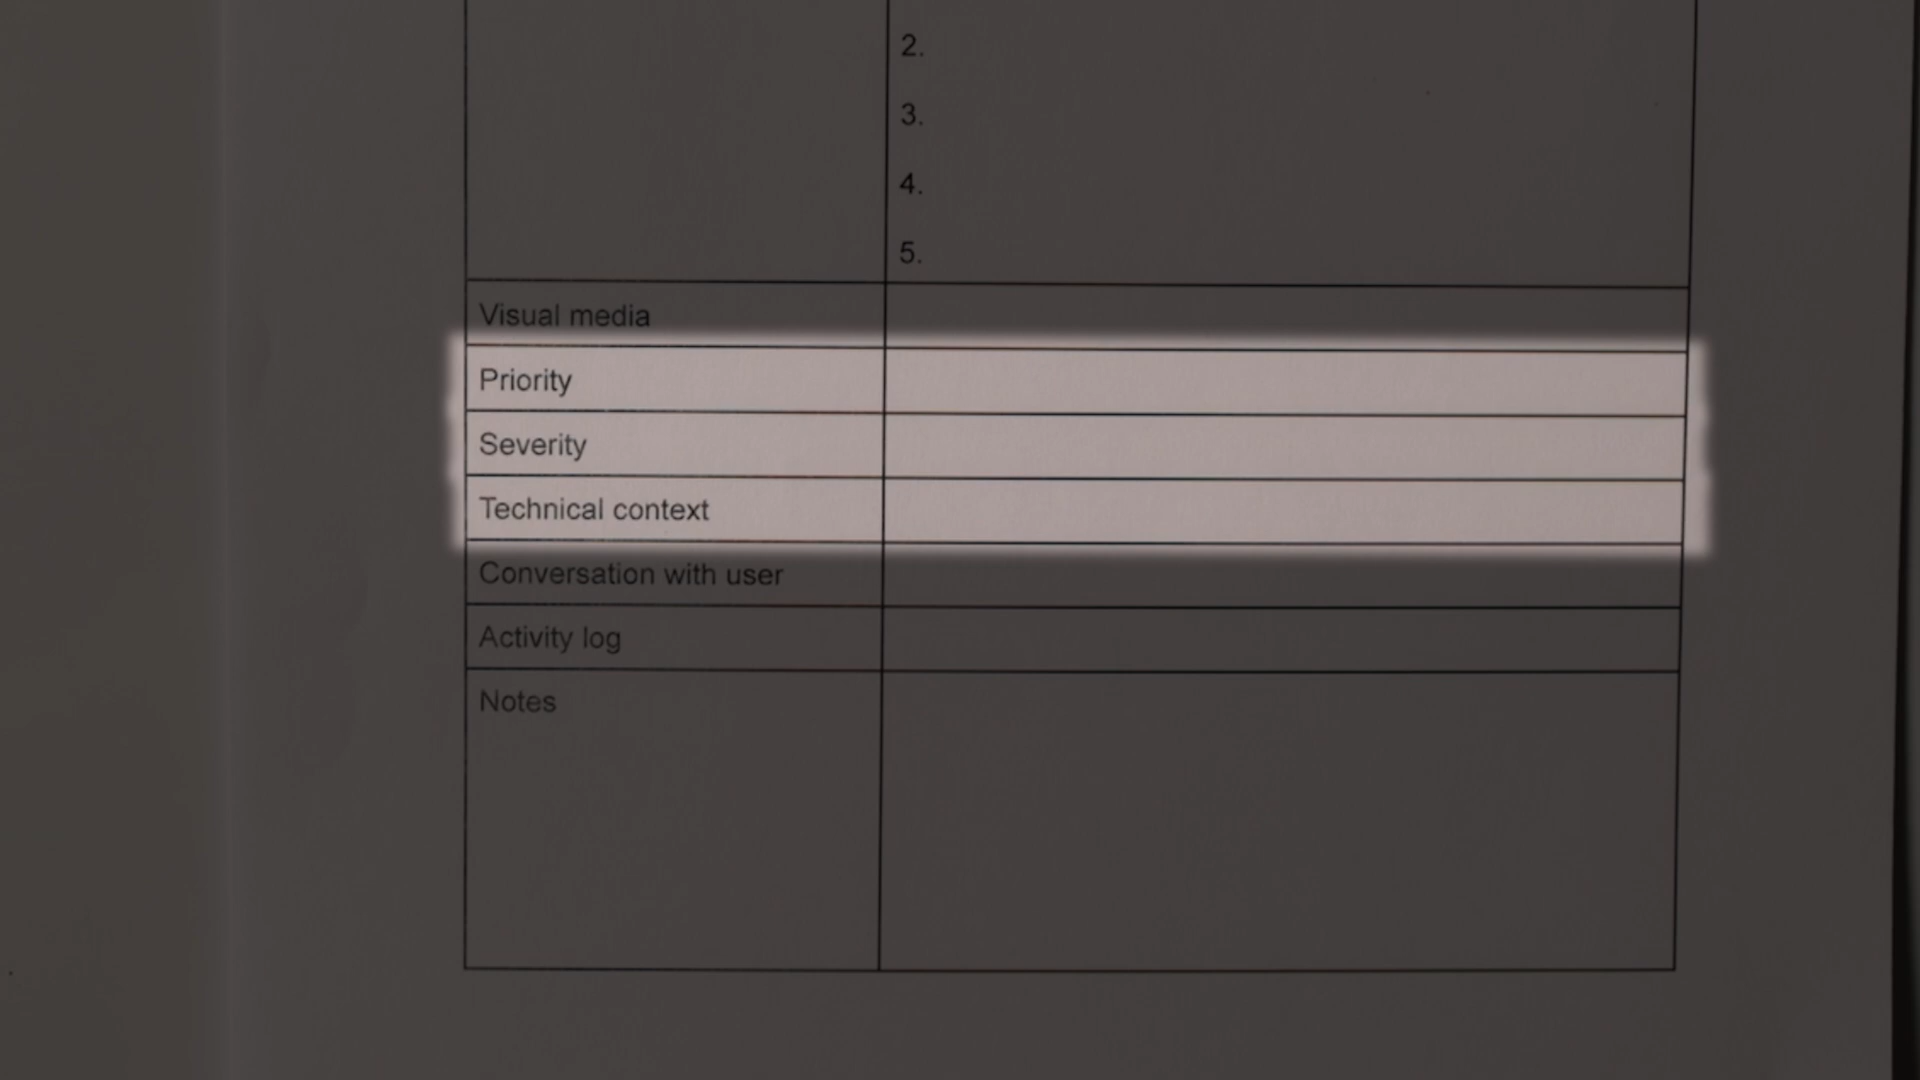 2.
3.
4.
5.
Visual media
Priority
Severity
Technical context
Conversation with user
Activity log
Notes